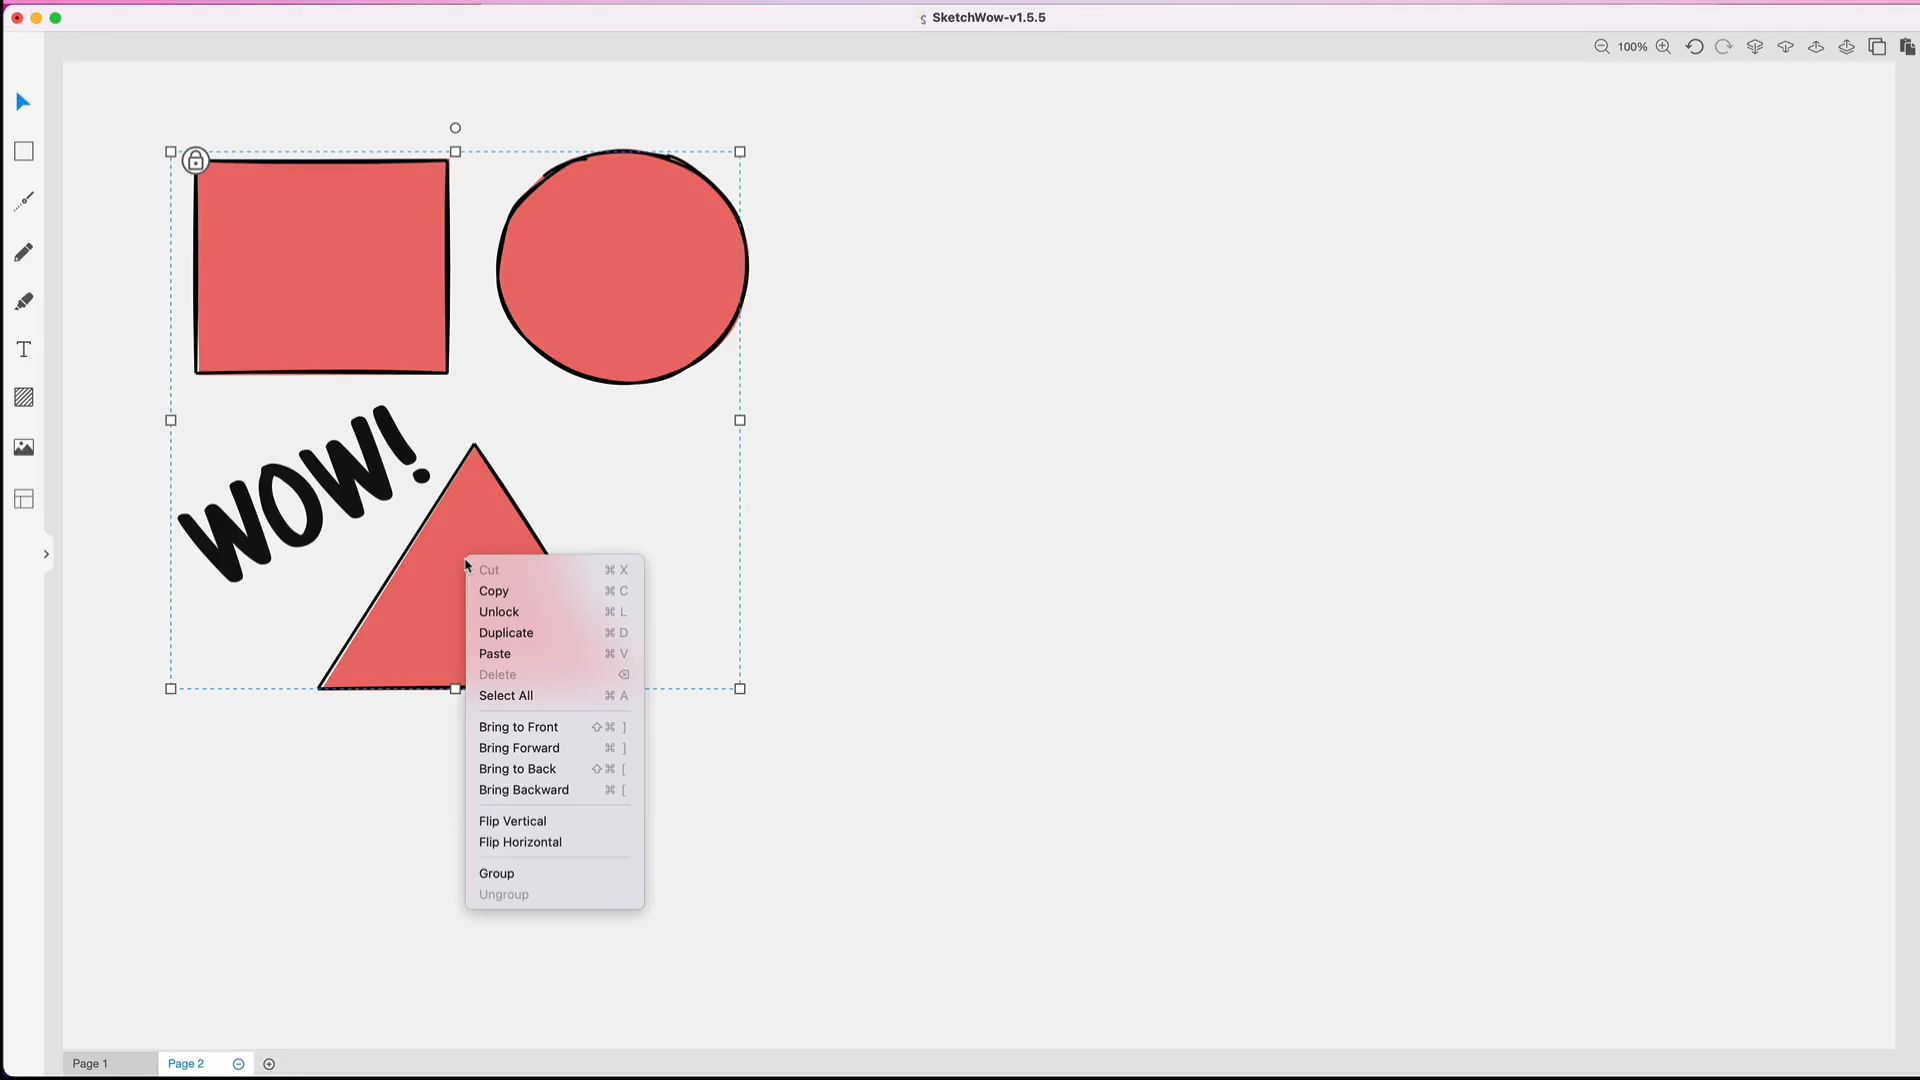 SketchWow-v1.5.5
100%
WOW!
T
Cut ⌘ X
Copy ⌘ C
Unlock ⌘ L
Duplicate ⌘ D
Paste ⌘ V
Delete ⌫
Select All ⌘ A
Bring to Front ⇧⌘ ]
Bring Forward ⌘ ]
Bring to Back ⇧⌘ [
Bring Backward ⌘ [
Flip Vertical
Flip Horizontal
Group
Ungroup
Page 1
Page 2